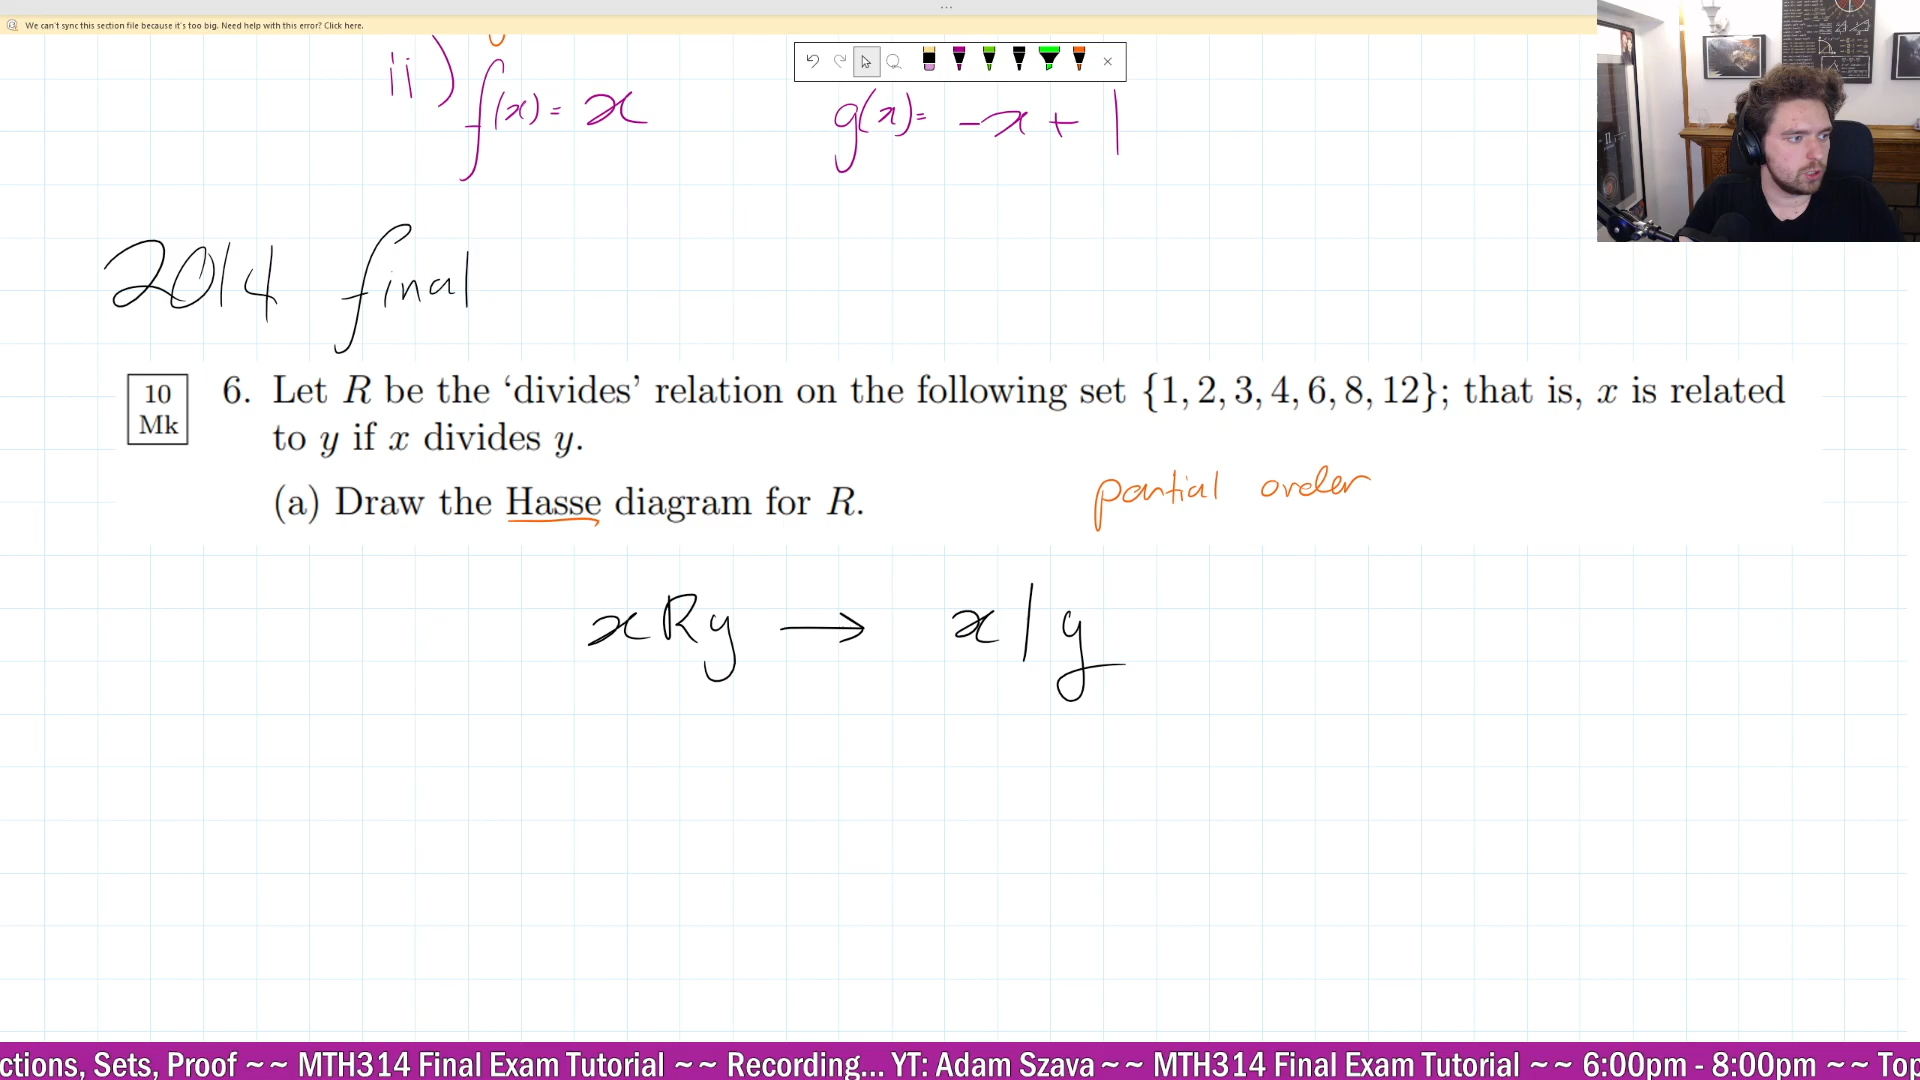 We can't sync this section file because it's too big. Need help with this error? Click here.
ii) f(x) = x g(x) = -x + 1
2014 final
10 Mk
6. Let R be the ‘divides’ relation on the following set {1, 2, 3, 4, 6, 8, 12}; that is, x is related
to y if x divides y.
(a) Draw the Hasse diagram for R. partial order
xRy → x|y
ctions, Sets, Proof ~~ MTH314 Final Exam Tutorial ~~ Recording... YT: Adam Szava ~~ MTH314 Final Exam Tutorial ~~ 6:00pm - 8:00pm ~~ Top